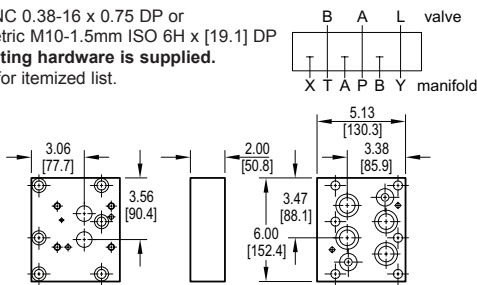 NC 0.38-16 x 0.75 DP or
etric M10-1.5mm ISO 6H x [19.1] DP
ting hardware is supplied.
for itemized list.
B A L valve
X T A P B Y manifold
5.13
[130.3]
3.06
[77.7]
2.00
[50.8]
3.38
[85.9]
3.56
[90.4]
3.47
[88.1]
6.00
[152.4]